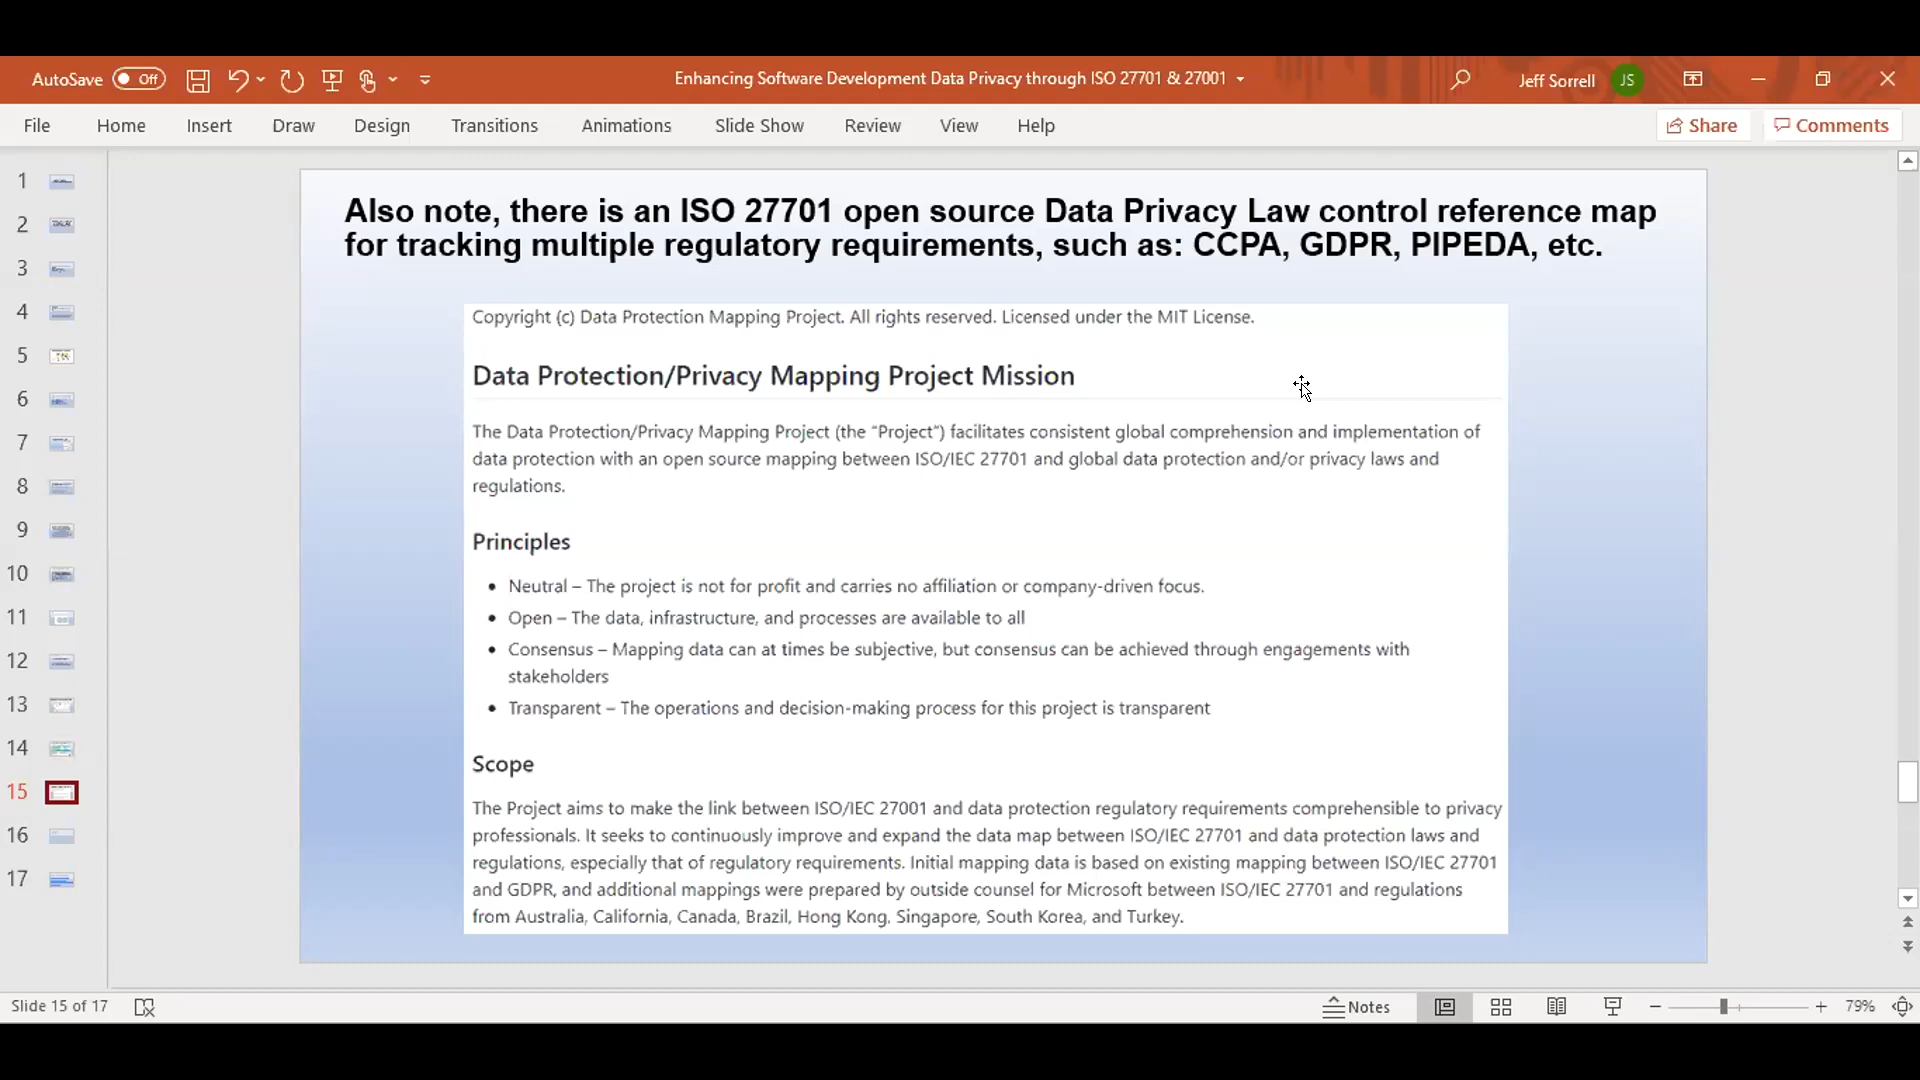 AutoSave Off
Enhancing Software Development Data Privacy through ISO 27701 & 27001
Jeff Sorrell JS
File Home Insert Draw Design Transitions Animations Slide Show Review View Help Share Comments
1
2
3
4
5
6
7
8
9
10
11
12
13
14
15
16
17
Also note, there is an ISO 27701 open source Data Privacy Law control reference map
for tracking multiple regulatory requirements, such as: CCPA, GDPR, PIPEDA, etc.
Copyright (c) Data Protection Mapping Project. All rights reserved. Licensed under the MIT License.
Data Protection/Privacy Mapping Project Mission
The Data Protection/Privacy Mapping Project (the “Project”) facilitates consistent global comprehension and implementation of
data protection with an open source mapping between ISO/IEC 27701 and global data protection and/or privacy laws and
regulations.
Principles
• Neutral – The project is not for profit and carries no affiliation or company-driven focus.
• Open – The data, infrastructure, and processes are available to all
• Consensus – Mapping data can at times be subjective, but consensus can be achieved through engagements with
stakeholders
• Transparent – The operations and decision-making process for this project is transparent
Scope
The Project aims to make the link between ISO/IEC 27001 and data protection regulatory requirements comprehensible to privacy
professionals. It seeks to continuously improve and expand the data map between ISO/IEC 27701 and data protection laws and
regulations, especially that of regulatory requirements. Initial mapping data is based on existing mapping between ISO/IEC 27701
and GDPR, and additional mappings were prepared by outside counsel for Microsoft between ISO/IEC 27701 and regulations
from Australia, California, Canada, Brazil, Hong Kong, Singapore, South Korea, and Turkey.
Slide 15 of 17
Notes
79%